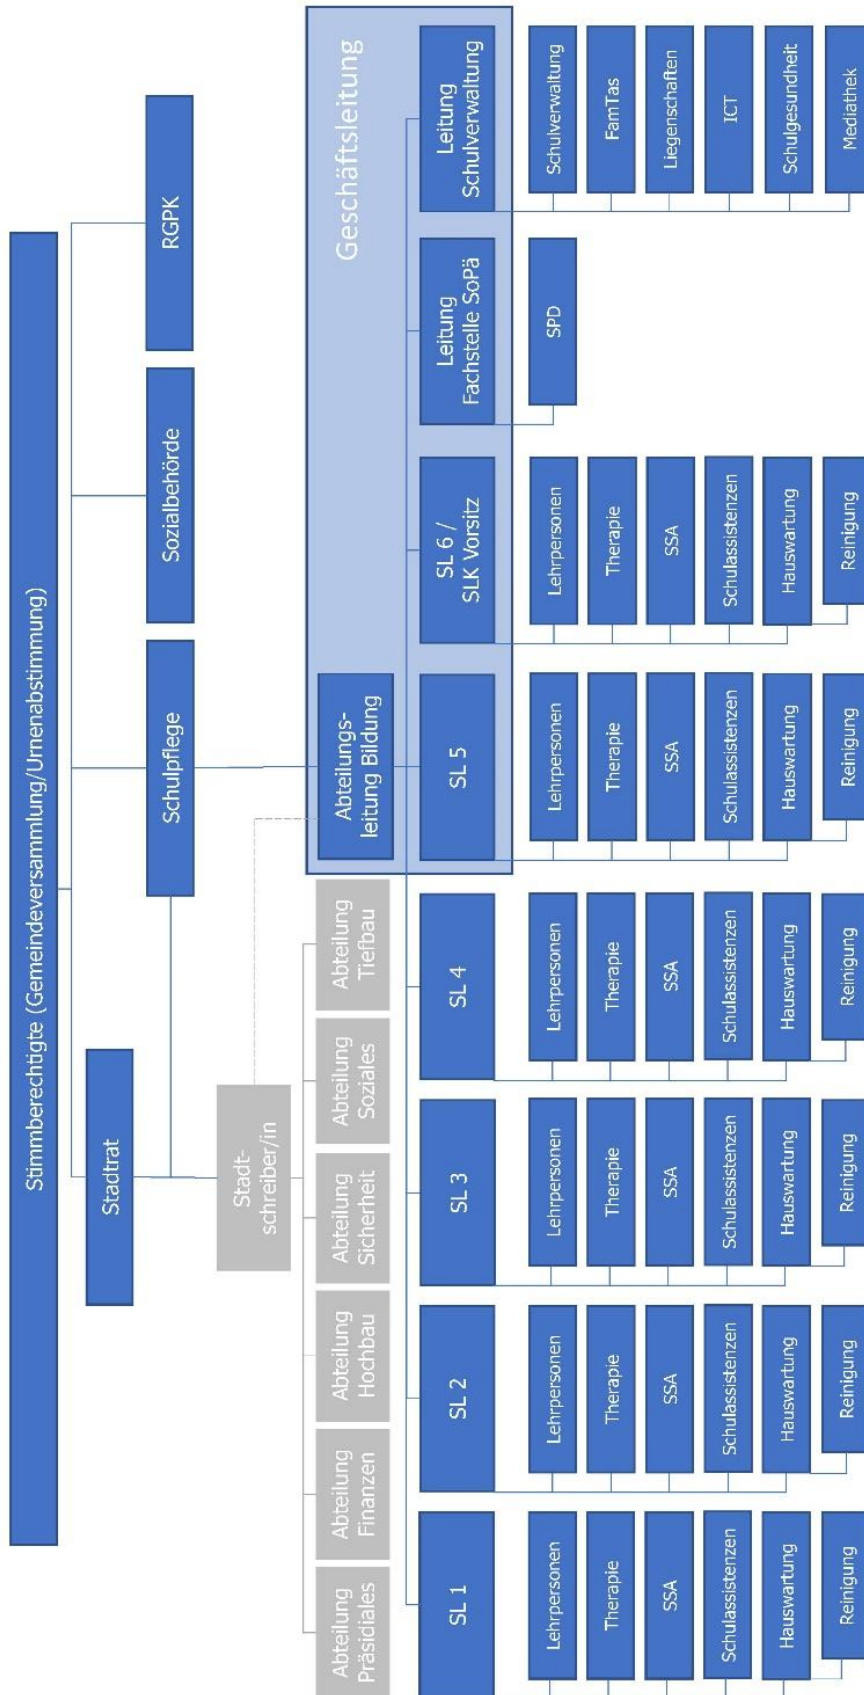 Stimmberechtigte (Gemeindeversammlung/Urnenabstimmung)
Stadtrat
Schulpflege
Sozialbehörde
RGPK
Stadt-
schreiber/in
Geschäftsleitung
Abteilung
Präsidiales
Abteilung
Finanzen
Abteilung
Hochbau
Abteilung
Sicherheit
Abteilung
Soziales
Abteilung
Tiefbau
Abteilungs-
leitung Bildung
SL 1
SL 2
SL 3
SL 4
SL 5
SL 6 /
SLK Vorsitz
Leitung
Fachstelle SoPä
Leitung
Schulverwaltung
Lehrpersonen
Therapie
SSA
Schulassistenzen
Hauswartung
Reinigung
Lehrpersonen
Therapie
SSA
Schulassistenzen
Hauswartung
Reinigung
Lehrpersonen
Therapie
SSA
Schulassistenzen
Hauswartung
Reinigung
Lehrpersonen
Therapie
SSA
Schulassistenzen
Hauswartung
Reinigung
Lehrpersonen
Therapie
SSA
Schulassistenzen
Hauswartung
Reinigung
Lehrpersonen
Therapie
SSA
Schulassistenzen
Hauswartung
Reinigung
SPD
Schulverwaltung
FamTas
Liegenschaften
ICT
Schulgesundheit
Mediathek